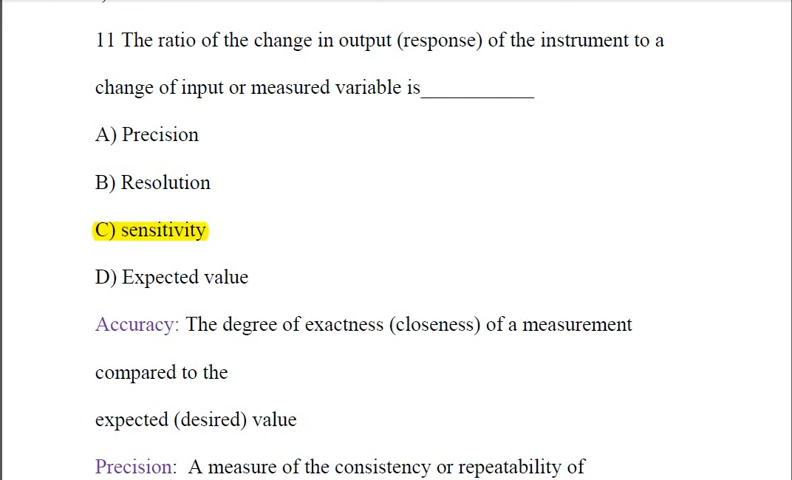 11 The ratio of the change in output (response) of the instrument to a
change of input or measured variable is___________
A) Precision
B) Resolution
C) sensitivity
D) Expected value
Accuracy: The degree of exactness (closeness) of a measurement
compared to the
expected (desired) value
Precision: A measure of the consistency or repeatability of